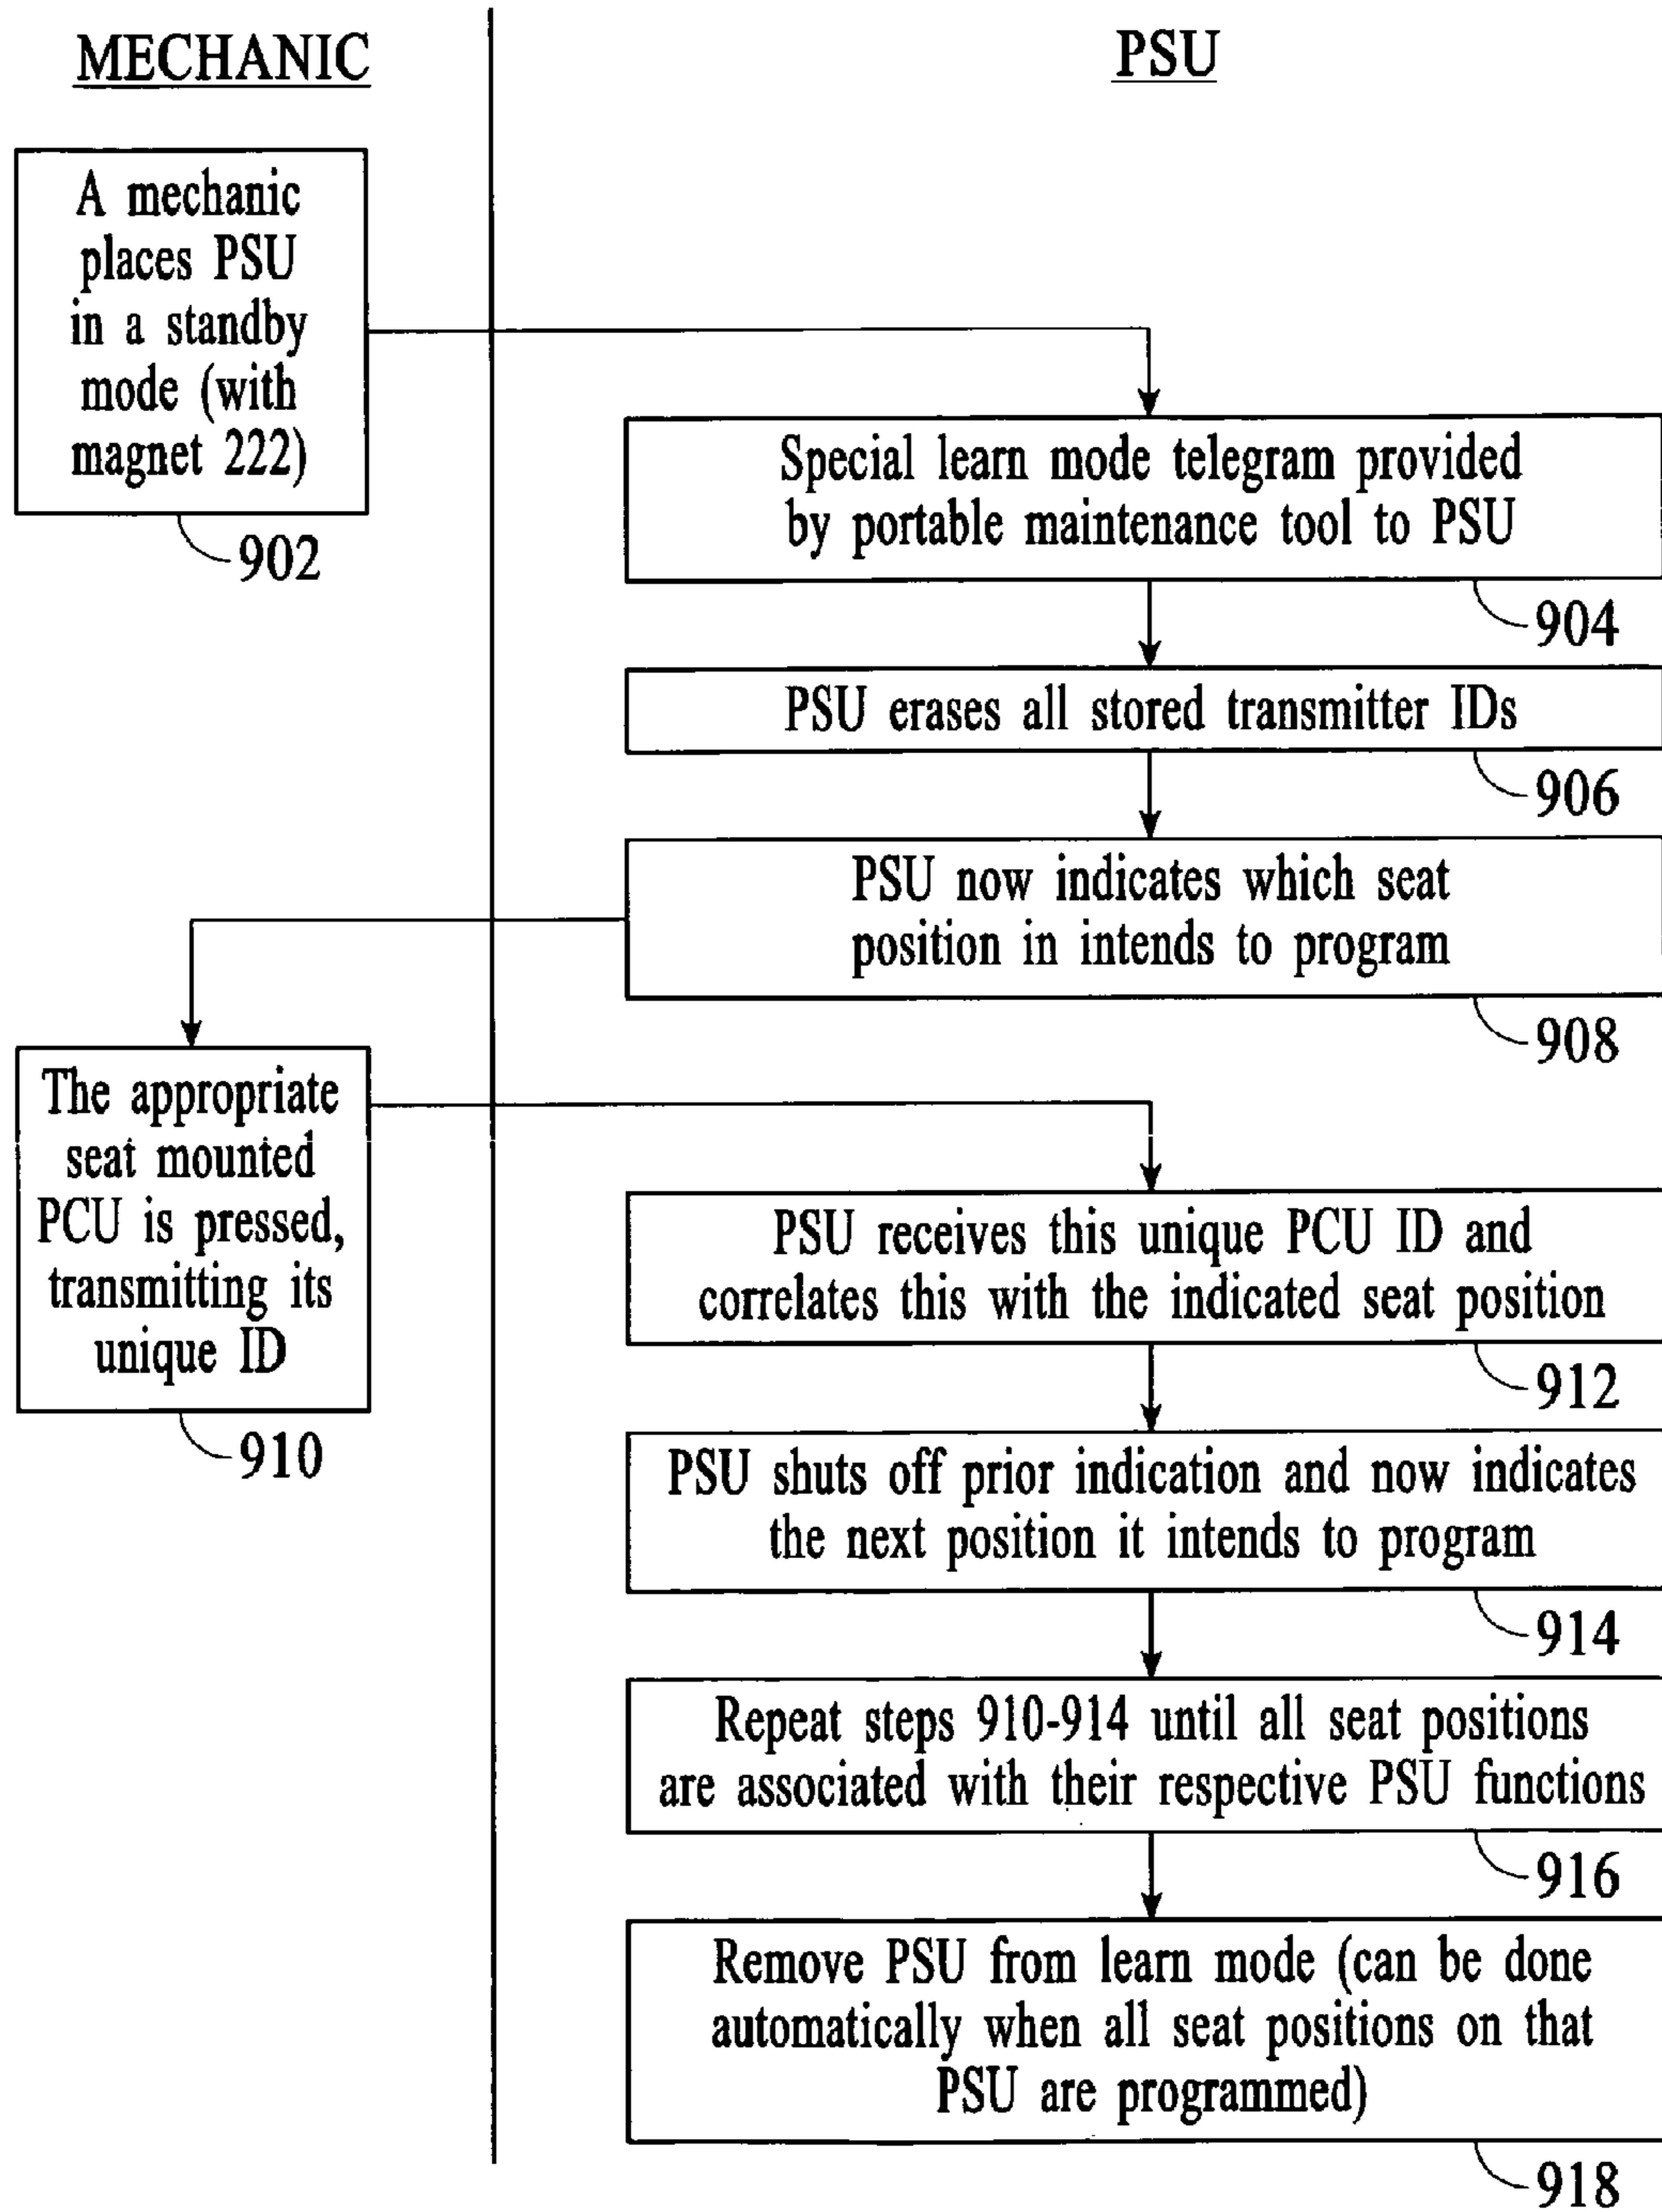 MECHANIC
PSU
A mechanic
places PSU
in a standby
mode (with
magnet 222)
902
Special learn mode telegram provided
by portable maintenance tool to PSU
904
PSU erases all stored transmitter IDs
906
PSU now indicates which seat
position in intends to program
908
The appropriate
seat mounted
PCU is pressed,
transmitting its
unique ID
910
PSU receives this unique PCU ID and
correlates this with the indicated seat position
912
PSU shuts off prior indication and now indicates
the next position it intends to program
914
Repeat steps 910-914 until all seat positions
are associated with their respective PSU functions
916
Remove PSU from learn mode (can be done
automatically when all seat positions on that
PSU are programmed)
918